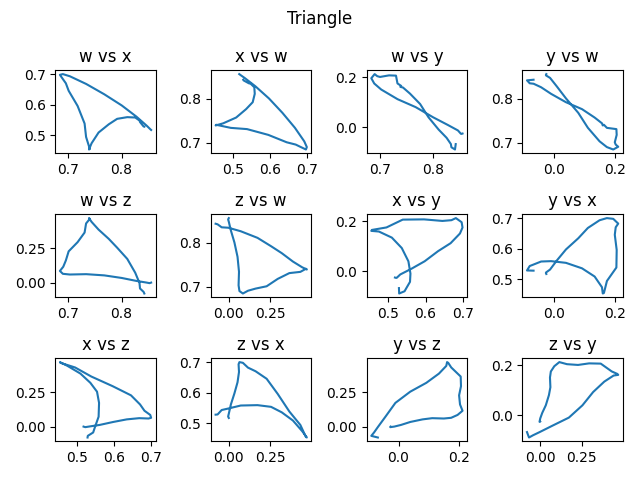 Triangle
w vs x
x vs w
w vs y
y vs w
0.7
0.6
0.5
0.7 0.8
0.8
0.7
0.5 0.6 0.7
0.2
0.0
0.7 0.8
0.8
0.7
0.0 0.2
w vs z
z vs w
x vs y
y vs x
0.25
0.00
0.7 0.8
0.8
0.7
0.00 0.25
0.2
0.0
0.5 0.6 0.7
0.7
0.6
0.5
0.0 0.2
x vs z
z vs x
y vs z
z vs y
0.25
0.00
0.5 0.6 0.7
0.7
0.6
0.5
0.00 0.25
0.25
0.00
0.0 0.2
0.2
0.0
0.00 0.25